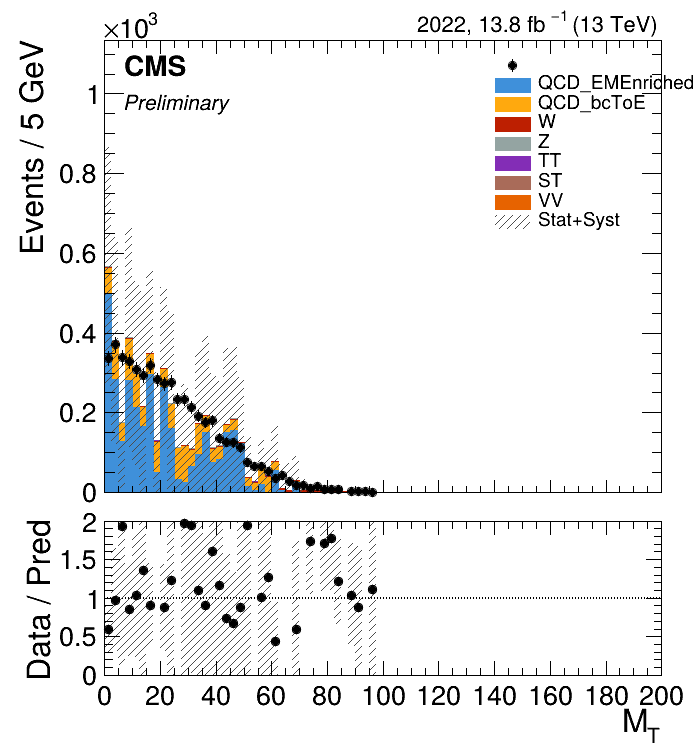 ×10³
2022, 13.8 fb⁻¹ (13 TeV)
CMS
Preliminary
QCD_EMEnriched
QCD_bcToE
W
Z
TT
ST
VV
Stat+Syst
Events / 5 GeV
1
0.8
0.6
0.4
0.2
0
Data / Pred
2
1.5
1
0.5
0
0 20 40 60 80 100 120 140 160 180 200
M_T